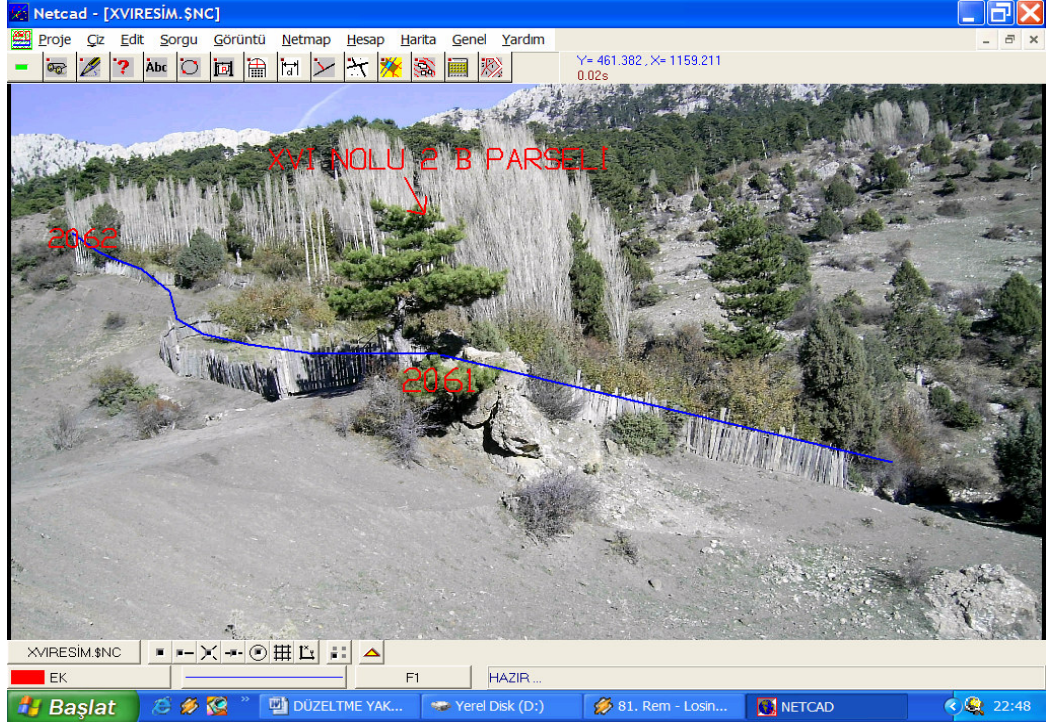 Netcad - [XVIRESİM.$NC]
Proje Çiz Edit Sorgu Görüntü Netmap Hesap Harita Genel Yardım
Abc
Y= 461.382 , X= 1159.211
0.02s
XVI NOLU 2 B PARSELİ
2062
2061
XVIRESİM.$NC
EK F1 HAZIR ...
Başlat DÜZELTME YAK... Yerel Disk (D:) 81. Rem - Losin... NETCAD 22:48